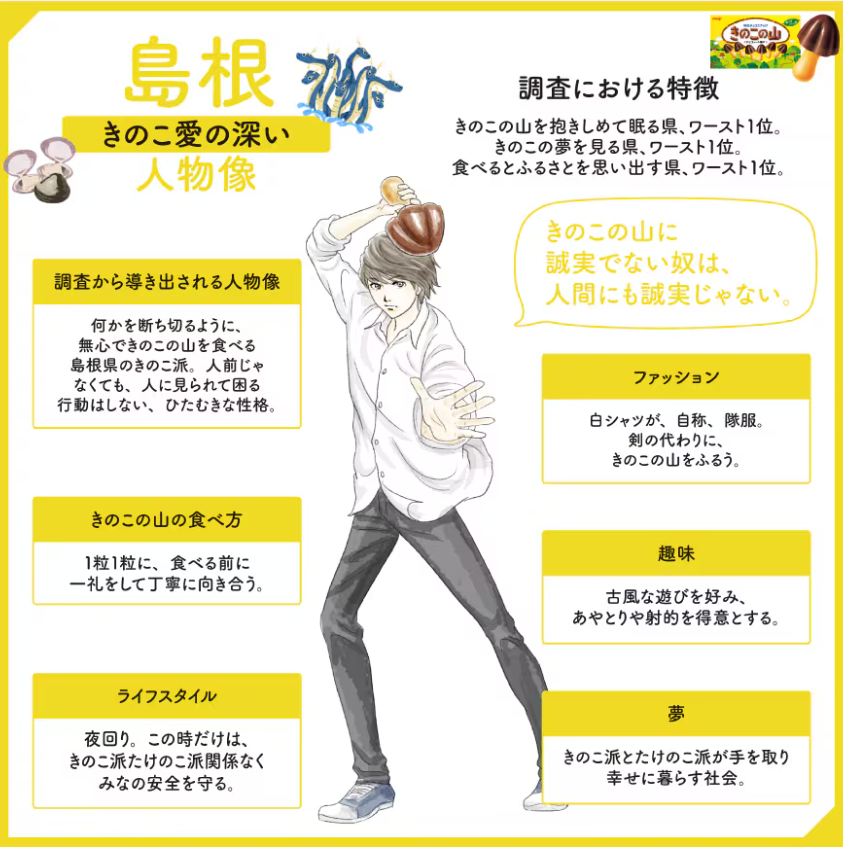 島根
きのこ愛の深い
人物像
meiji
きのこの山
調査における特徴
きのこの山を抱きしめて眠る県、ワースト1位。
きのこの夢を見る県、ワースト1位。
食べるとふるさとを思い出す県、ワースト1位。
きのこの山に
誠実でない奴は、
人間にも誠実じゃない。
調査から導き出される人物像
何かを断ち切るように、
無心できのこの山を食べる
島根県のきのこ派。人前じゃ
なくても、人に見られて困る
行動はしない、ひたむきな性格。
ファッション
白シャツが、自称、隊服。
剣の代わりに、
きのこの山をふるう。
きのこの山の食べ方
1粒1粒に、食べる前に
一礼をして丁寧に向き合う。
趣味
古風な遊びを好み、
あやとりや射的を得意とする。
ライフスタイル
夜回り。この時だけは、
きのこ派たけのこ派関係なく
みなの安全を守る。
夢
きのこ派とたけのこ派が手を取り
幸せに暮らす社会。